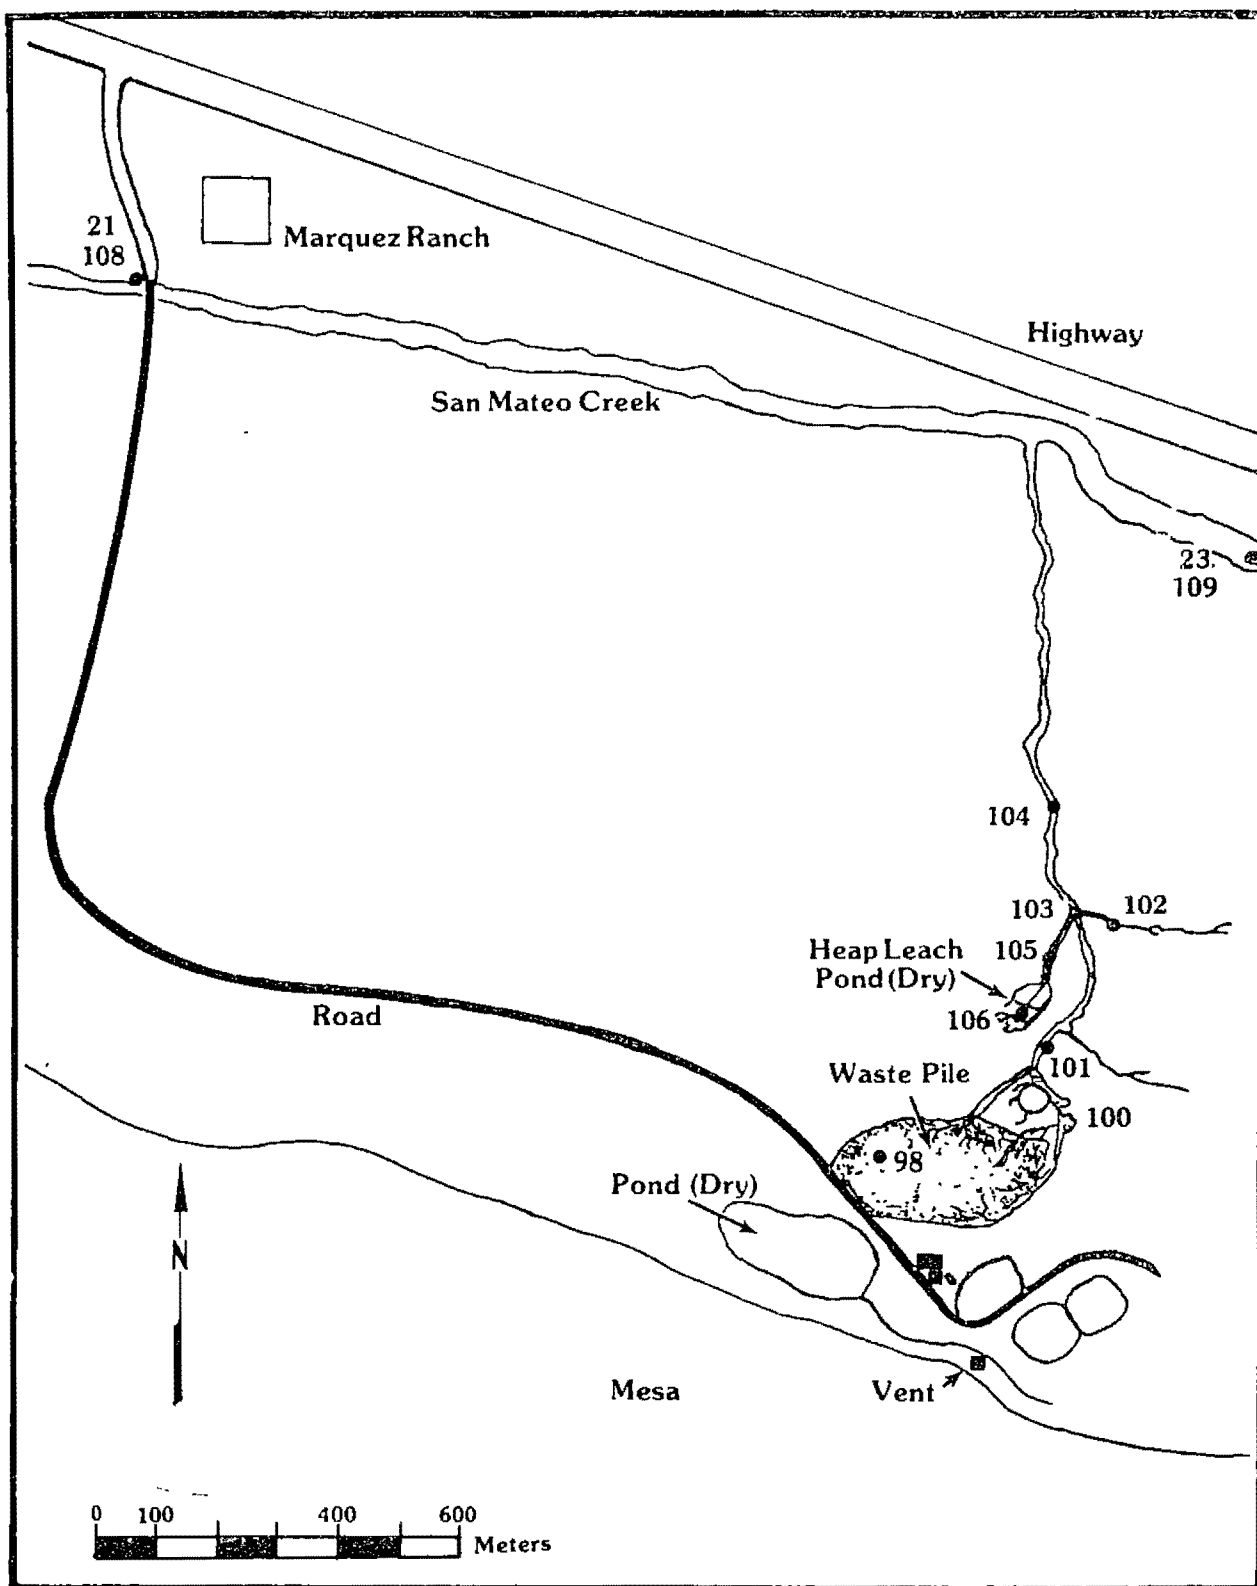 21
108
Marquez Ranch
Highway
San Mateo Creek
23.
109
104
103
102
105
Heap Leach
Pond (Dry)
106
101
Road
Waste Pile
100
98
Pond (Dry)
N
Vent
Mesa
0 100 400 600
Meters